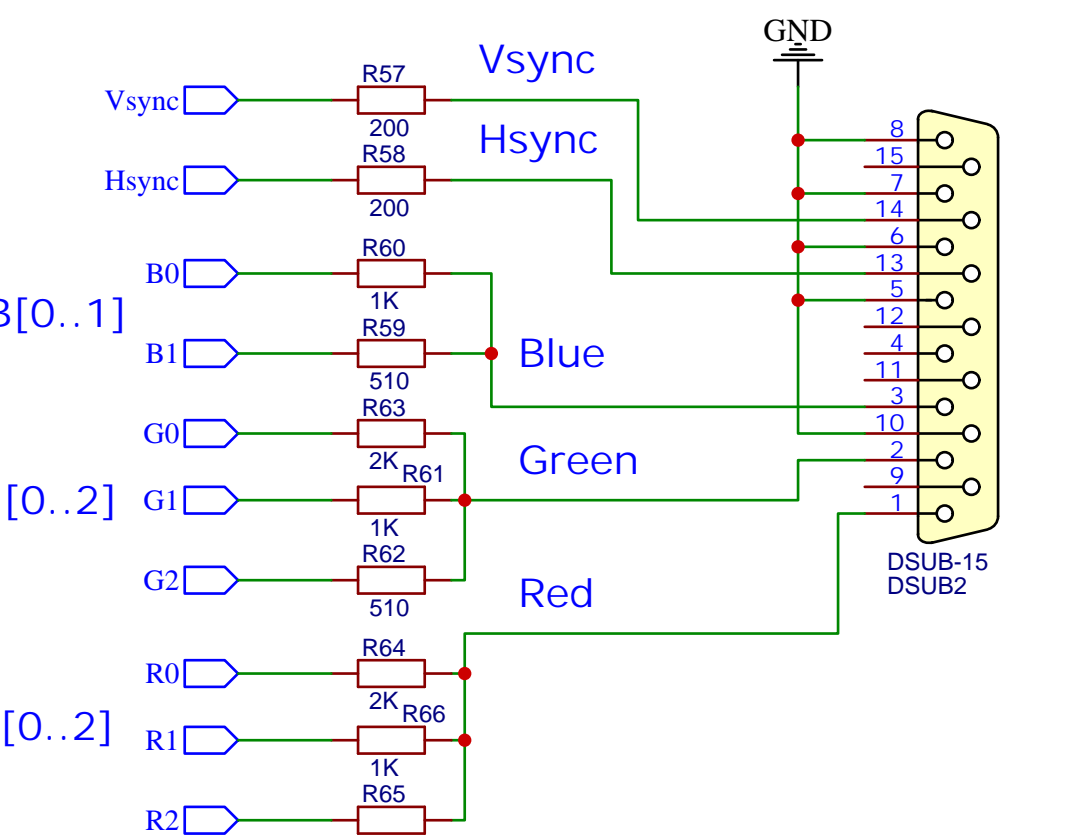 GND
Vsync
R57
Vsync
200
Hsync
R58
Hsync
200
R60
B0
1K
B[0..1]
R59
B1
510
Blue
R63
G0
2K
Green
R61
[0..2]
G1
1K
R62
G2
510
Red
R64
R0
2K
R66
[0..2]
R1
1K
R65
R2
8
15
7
14
6
13
5
12
4
11
3
10
2
9
1
DSUB-15
DSUB2